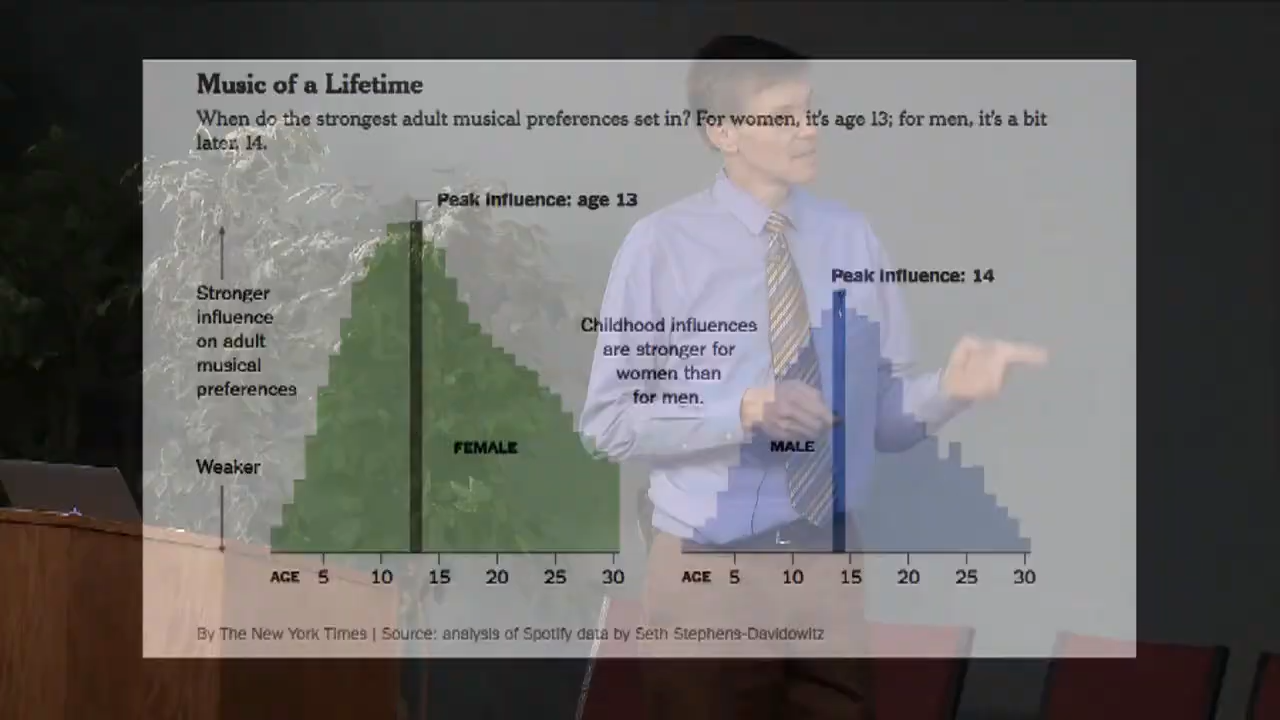 Music of a Lifetime
When do the strongest adult musical preferences set in? For women, it's age 13; for men, it's a bit
later, 14.
Peak influence: age 13
Stronger
influence
on adult
musical
preferences
Weaker
FEMALE
AGE 5 10 15 20 25 30
Peak influence: 14
Childhood influences
are stronger for
women than
for men.
MALE
AGE 5 10 15 20 25 30
By The New York Times | Source: analysis of Spotify data by Seth Stephens-Davidowitz